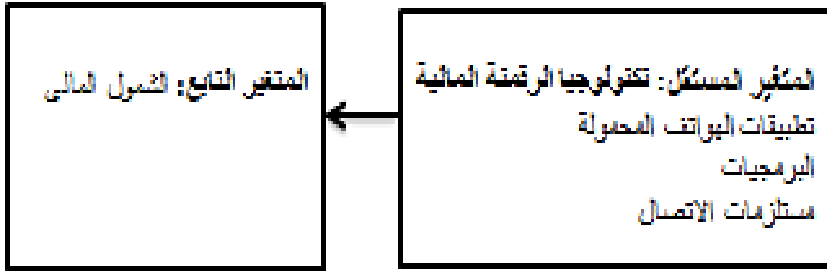 المتغير المستقل: تكنولوجيا الرقمنة المالية
تطبيقات الهواتف المحمولة
البرمجيات
مستلزمات الاتصال
المتغير التابع: الشمول المالي